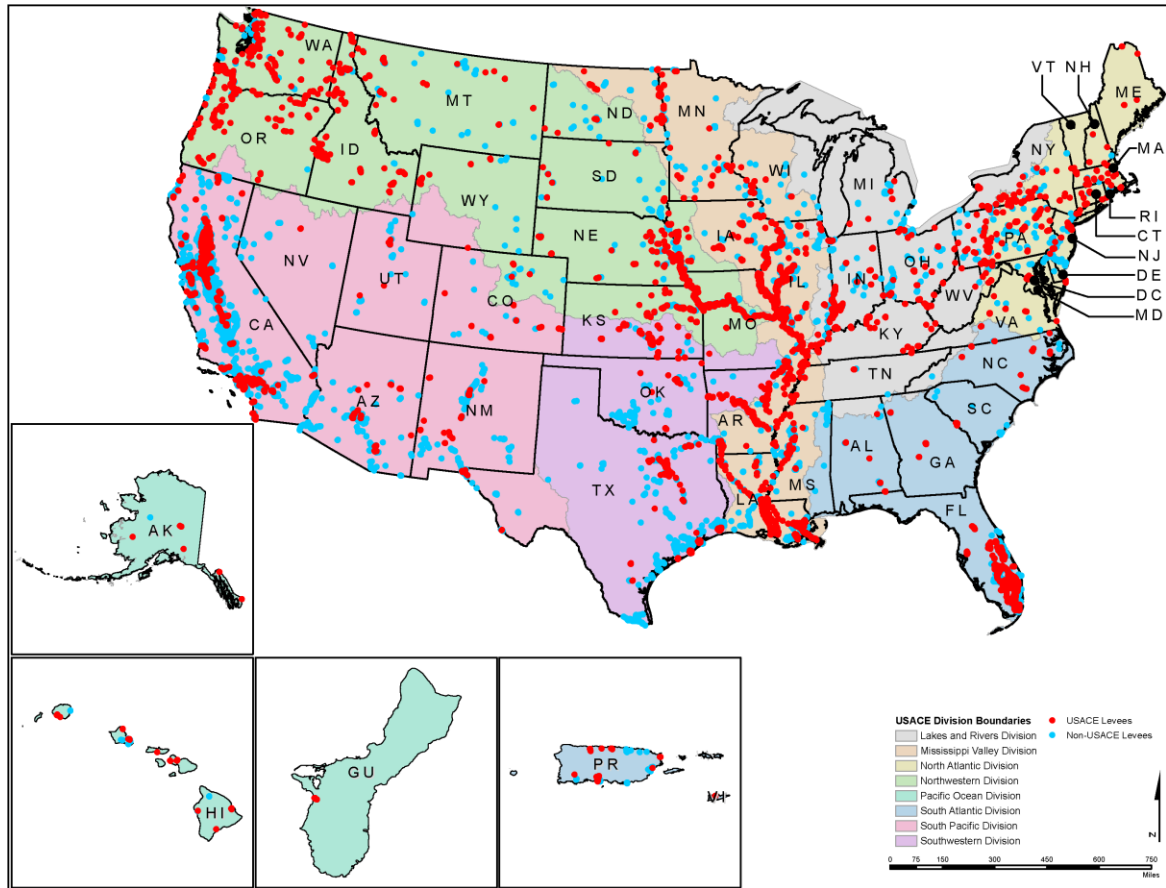 VT NH
WA
MT
ND
MN
ME
OR
ID
SD
WI
MI
NY
MA
WY
NE
IA
PA
RI
CT
NJ
DE
DC
MD
NV
UT
CO
KS
MO
IL
IN
OH
WV
VA
KY
CA
AZ
NM
OK
AR
TN
NC
SC
TX
LA
MS
AL
GA
FL
AK
HI
GU
PR
VI
USACE Division Boundaries
Lakes and Rivers Division
Mississippi Valley Division
North Atlantic Division
Northwestern Division
Pacific Ocean Division
South Atlantic Division
South Pacific Division
Southwestern Division
USACE Levees
Non-USACE Levees
N
0 75 150 300 450 600 750
Miles